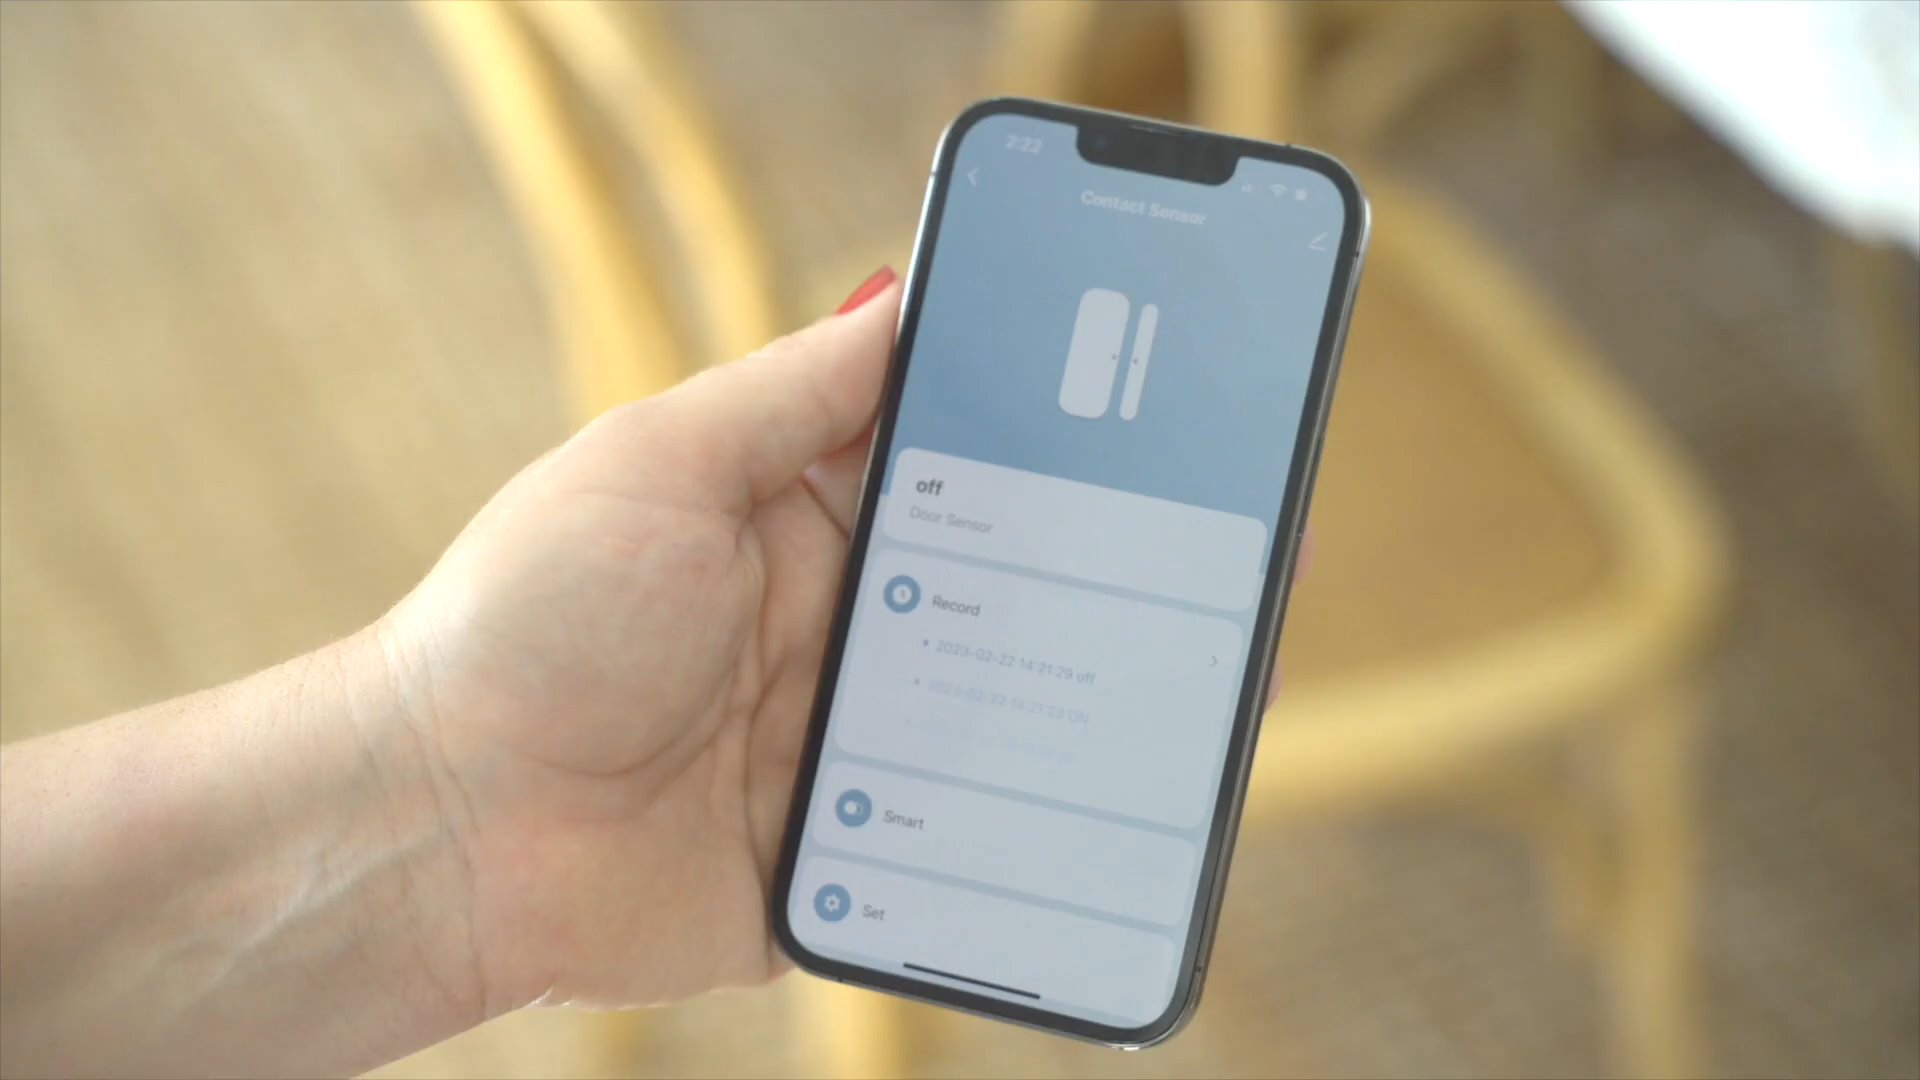 2:22
Contact Sensor
off
Door Sensor
Record
2023-02-22 14:21:29 off
2023-02-22 14:21:23 ON
Smart
Set